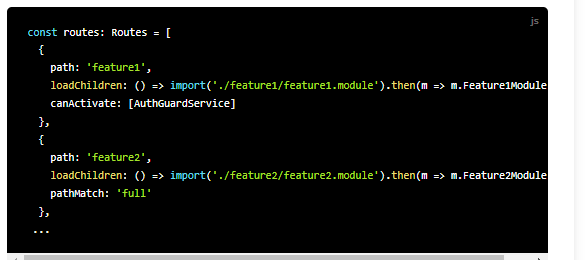 js
const routes: Routes = [
{
path: 'feature1',
loadChildren: () => import('./feature1/feature1.module').then(m => m.Feature1Module
canActivate: [AuthGuardService]
},
{
path: 'feature2',
loadChildren: () => import('./feature2/feature2.module').then(m => m.Feature2Module
pathMatch: 'full'
},
...